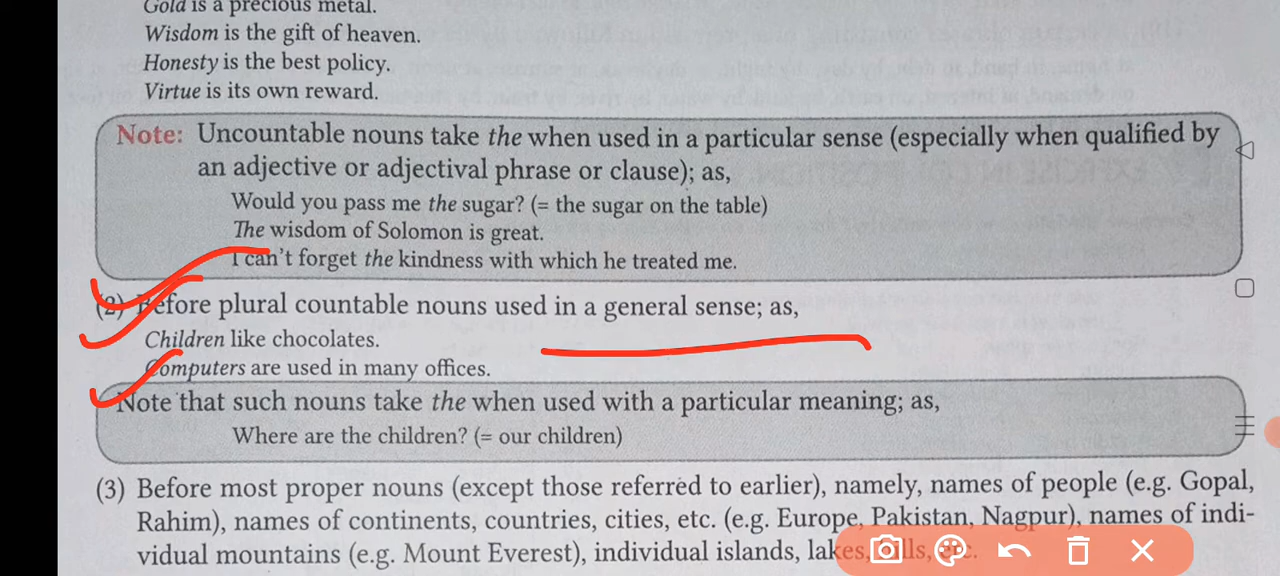 Gold is a precious metal.
Wisdom is the gift of heaven.
Honesty is the best policy.
Virtue is its own reward.
Note: Uncountable nouns take the when used in a particular sense (especially when qualified by
an adjective or adjectival phrase or clause); as,
Would you pass me the sugar? (= the sugar on the table)
The wisdom of Solomon is great.
I can't forget the kindness with which he treated me.
(2) Before plural countable nouns used in a general sense; as,
Children like chocolates.
Computers are used in many offices.
Note that such nouns take the when used with a particular meaning; as,
Where are the children? (= our children)
(3) Before most proper nouns (except those referred to earlier), namely, names of people (e.g. Gopal,
Rahim), names of continents, countries, cities, etc. (e.g. Europe, Pakistan, Nagpur), names of indi-
vidual mountains (e.g. Mount Everest), individual islands, lakes, hills, etc.